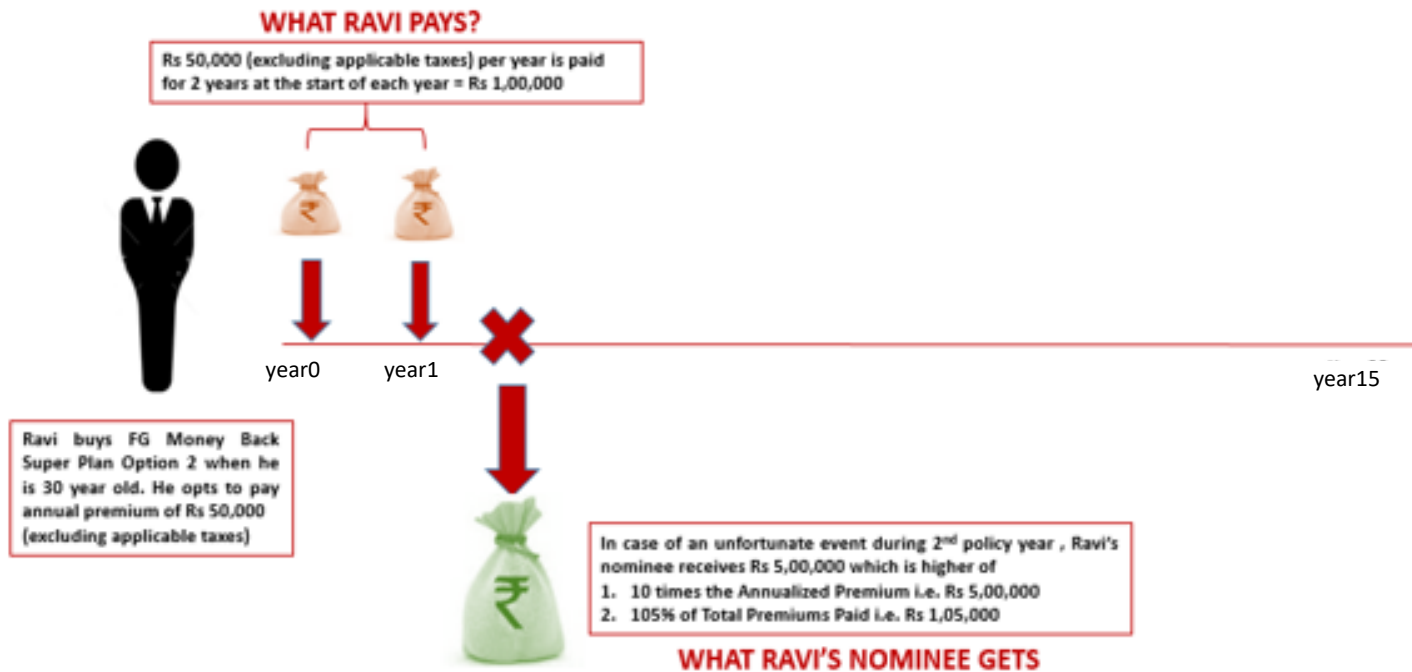 WHAT RAVI PAYS?
Rs 50,000 (excluding applicable taxes) per year is paid
for 2 years at the start of each year = Rs 1,00,000
₹
₹
year0
year1
year15
Ravi buys FG Money Back
Super Plan Option 2 when he
is 30 year old. He opts to pay
annual premium of Rs 50,000
(excluding applicable taxes)
₹
In case of an unfortunate event during 2nd policy year , Ravi's
nominee receives Rs 5,00,000 which is higher of
1. 10 times the Annualized Premium i.e. Rs 5,00,000
2. 105% of Total Premiums Paid i.e. Rs 1,05,000
WHAT RAVI'S NOMINEE GETS